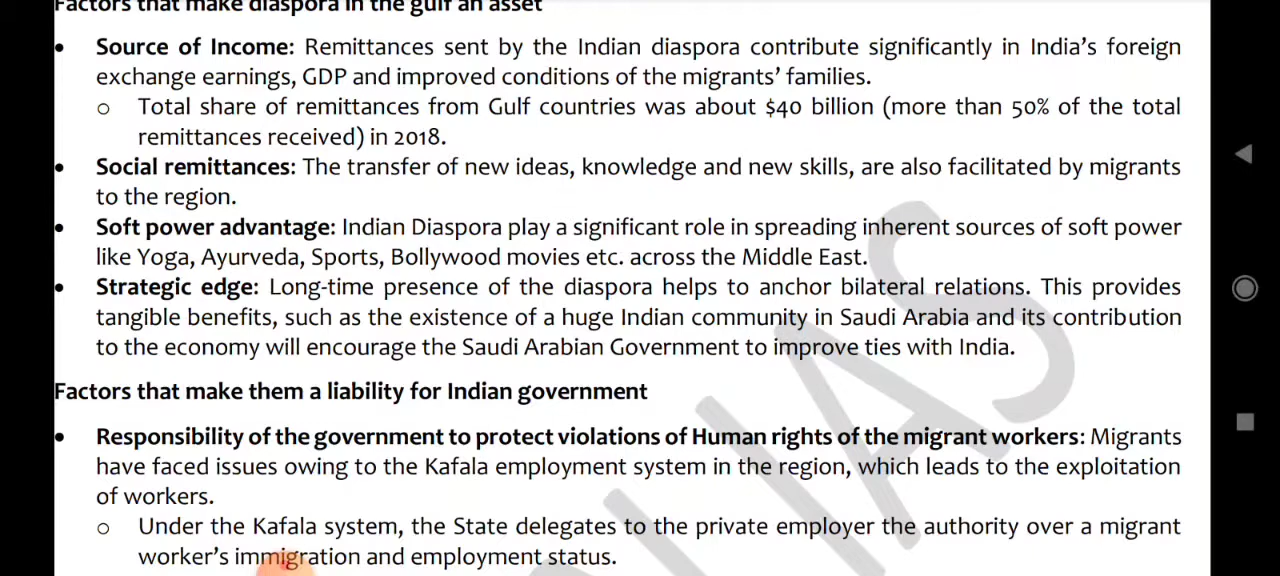 Factors that make diaspora in the gulf an asset
• Source of Income: Remittances sent by the Indian diaspora contribute significantly in India's foreign
exchange earnings, GDP and improved conditions of the migrants' families.
o Total share of remittances from Gulf countries was about $40 billion (more than 50% of the total
remittances received) in 2018.
• Social remittances: The transfer of new ideas, knowledge and new skills, are also facilitated by migrants
to the region.
• Soft power advantage: Indian Diaspora play a significant role in spreading inherent sources of soft power
like Yoga, Ayurveda, Sports, Bollywood movies etc. across the Middle East.
• Strategic edge: Long-time presence of the diaspora helps to anchor bilateral relations. This provides
tangible benefits, such as the existence of a huge Indian community in Saudi Arabia and its contribution
to the economy will encourage the Saudi Arabian Government to improve ties with India.
Factors that make them a liability for Indian government
• Responsibility of the government to protect violations of Human rights of the migrant workers: Migrants
have faced issues owing to the Kafala employment system in the region, which leads to the exploitation
of workers.
o Under the Kafala system, the State delegates to the private employer the authority over a migrant
worker's immigration and employment status.
IAS